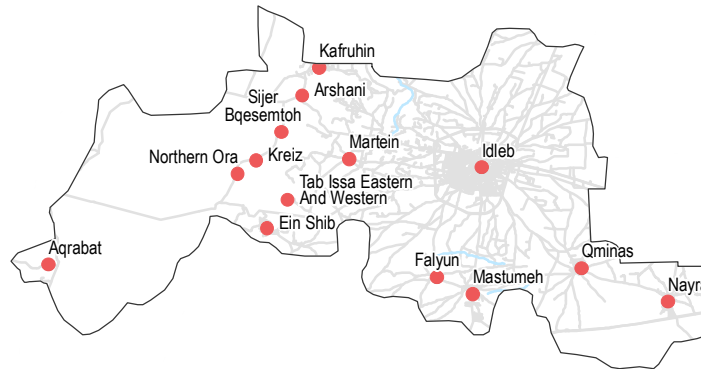 Kafruhin
Arshani
Sijer
Bqesemtoh
Martein
Idleb
Kreiz
Northern Ora
Tab Issa Eastern
And Western
Ein Shib
Aqrabat
Falyun
Qminas
Mastumeh
Nayra